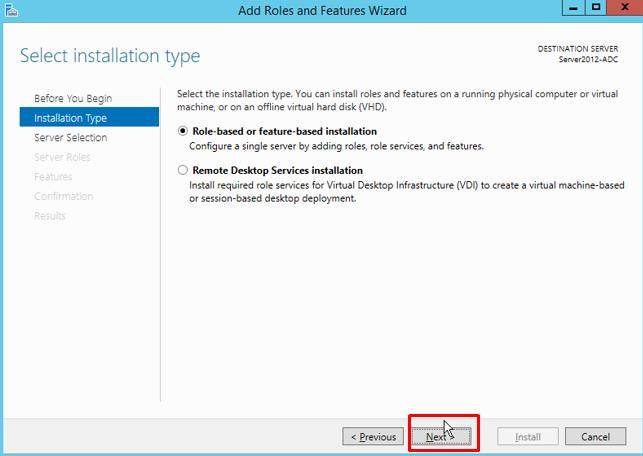 Add Roles and Features Wizard
Select installation type
DESTINATION SERVER
Server2012-ADC
Before You Begin
Installation Type
Server Selection
Server Roles
Features
Confirmation
Results
Select the installation type. You can install roles and features on a running physical computer or virtual
machine, or on an offline virtual hard disk (VHD).
Role-based or feature-based installation
Configure a single server by adding roles, role services, and features.
Remote Desktop Services installation
Install required role services for Virtual Desktop Infrastructure (VDI) to create a virtual machine-based
or session-based desktop deployment.
< Previous
Next >
Install
Cancel